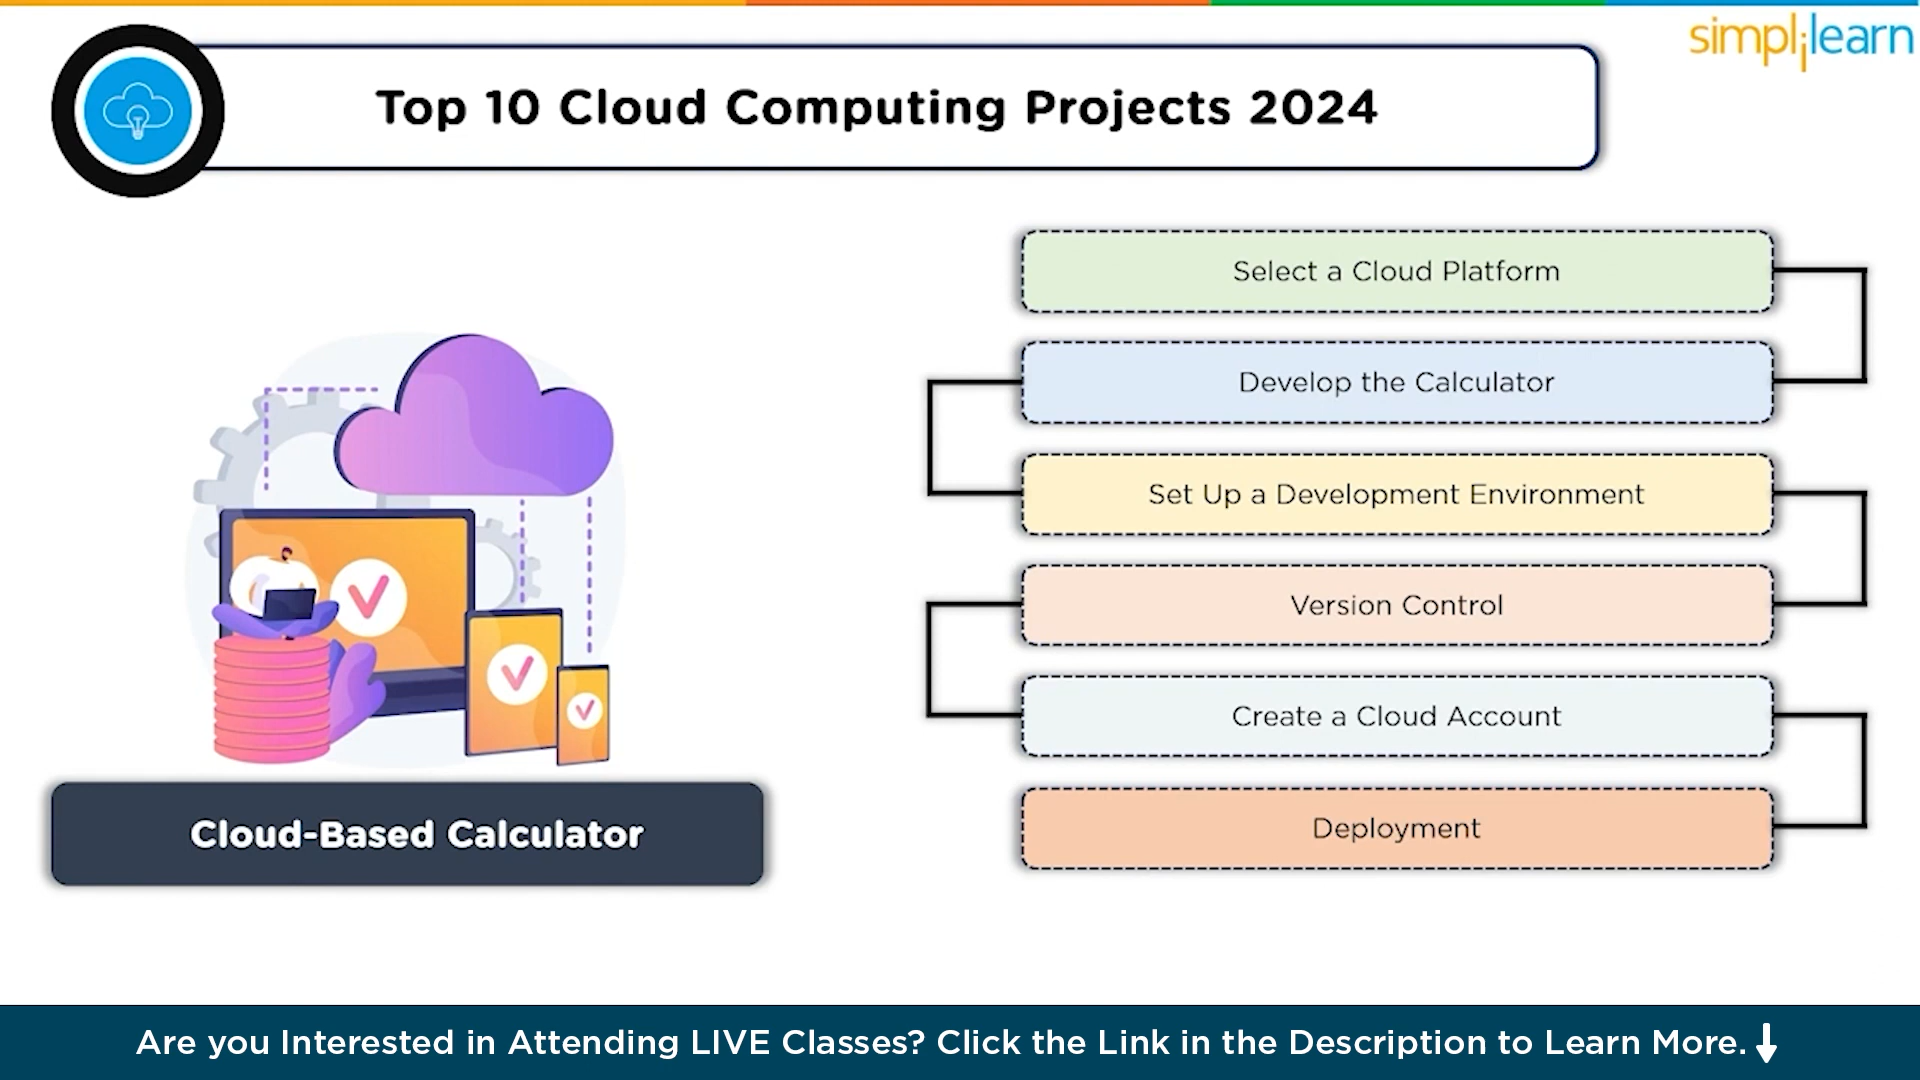 simplilearn
Top 10 Cloud Computing Projects 2024
Select a Cloud Platform
Develop the Calculator
Set Up a Development Environment
Version Control
Create a Cloud Account
Deployment
Cloud-Based Calculator
Are you Interested in Attending LIVE Classes? Click the Link in the Description to Learn More.